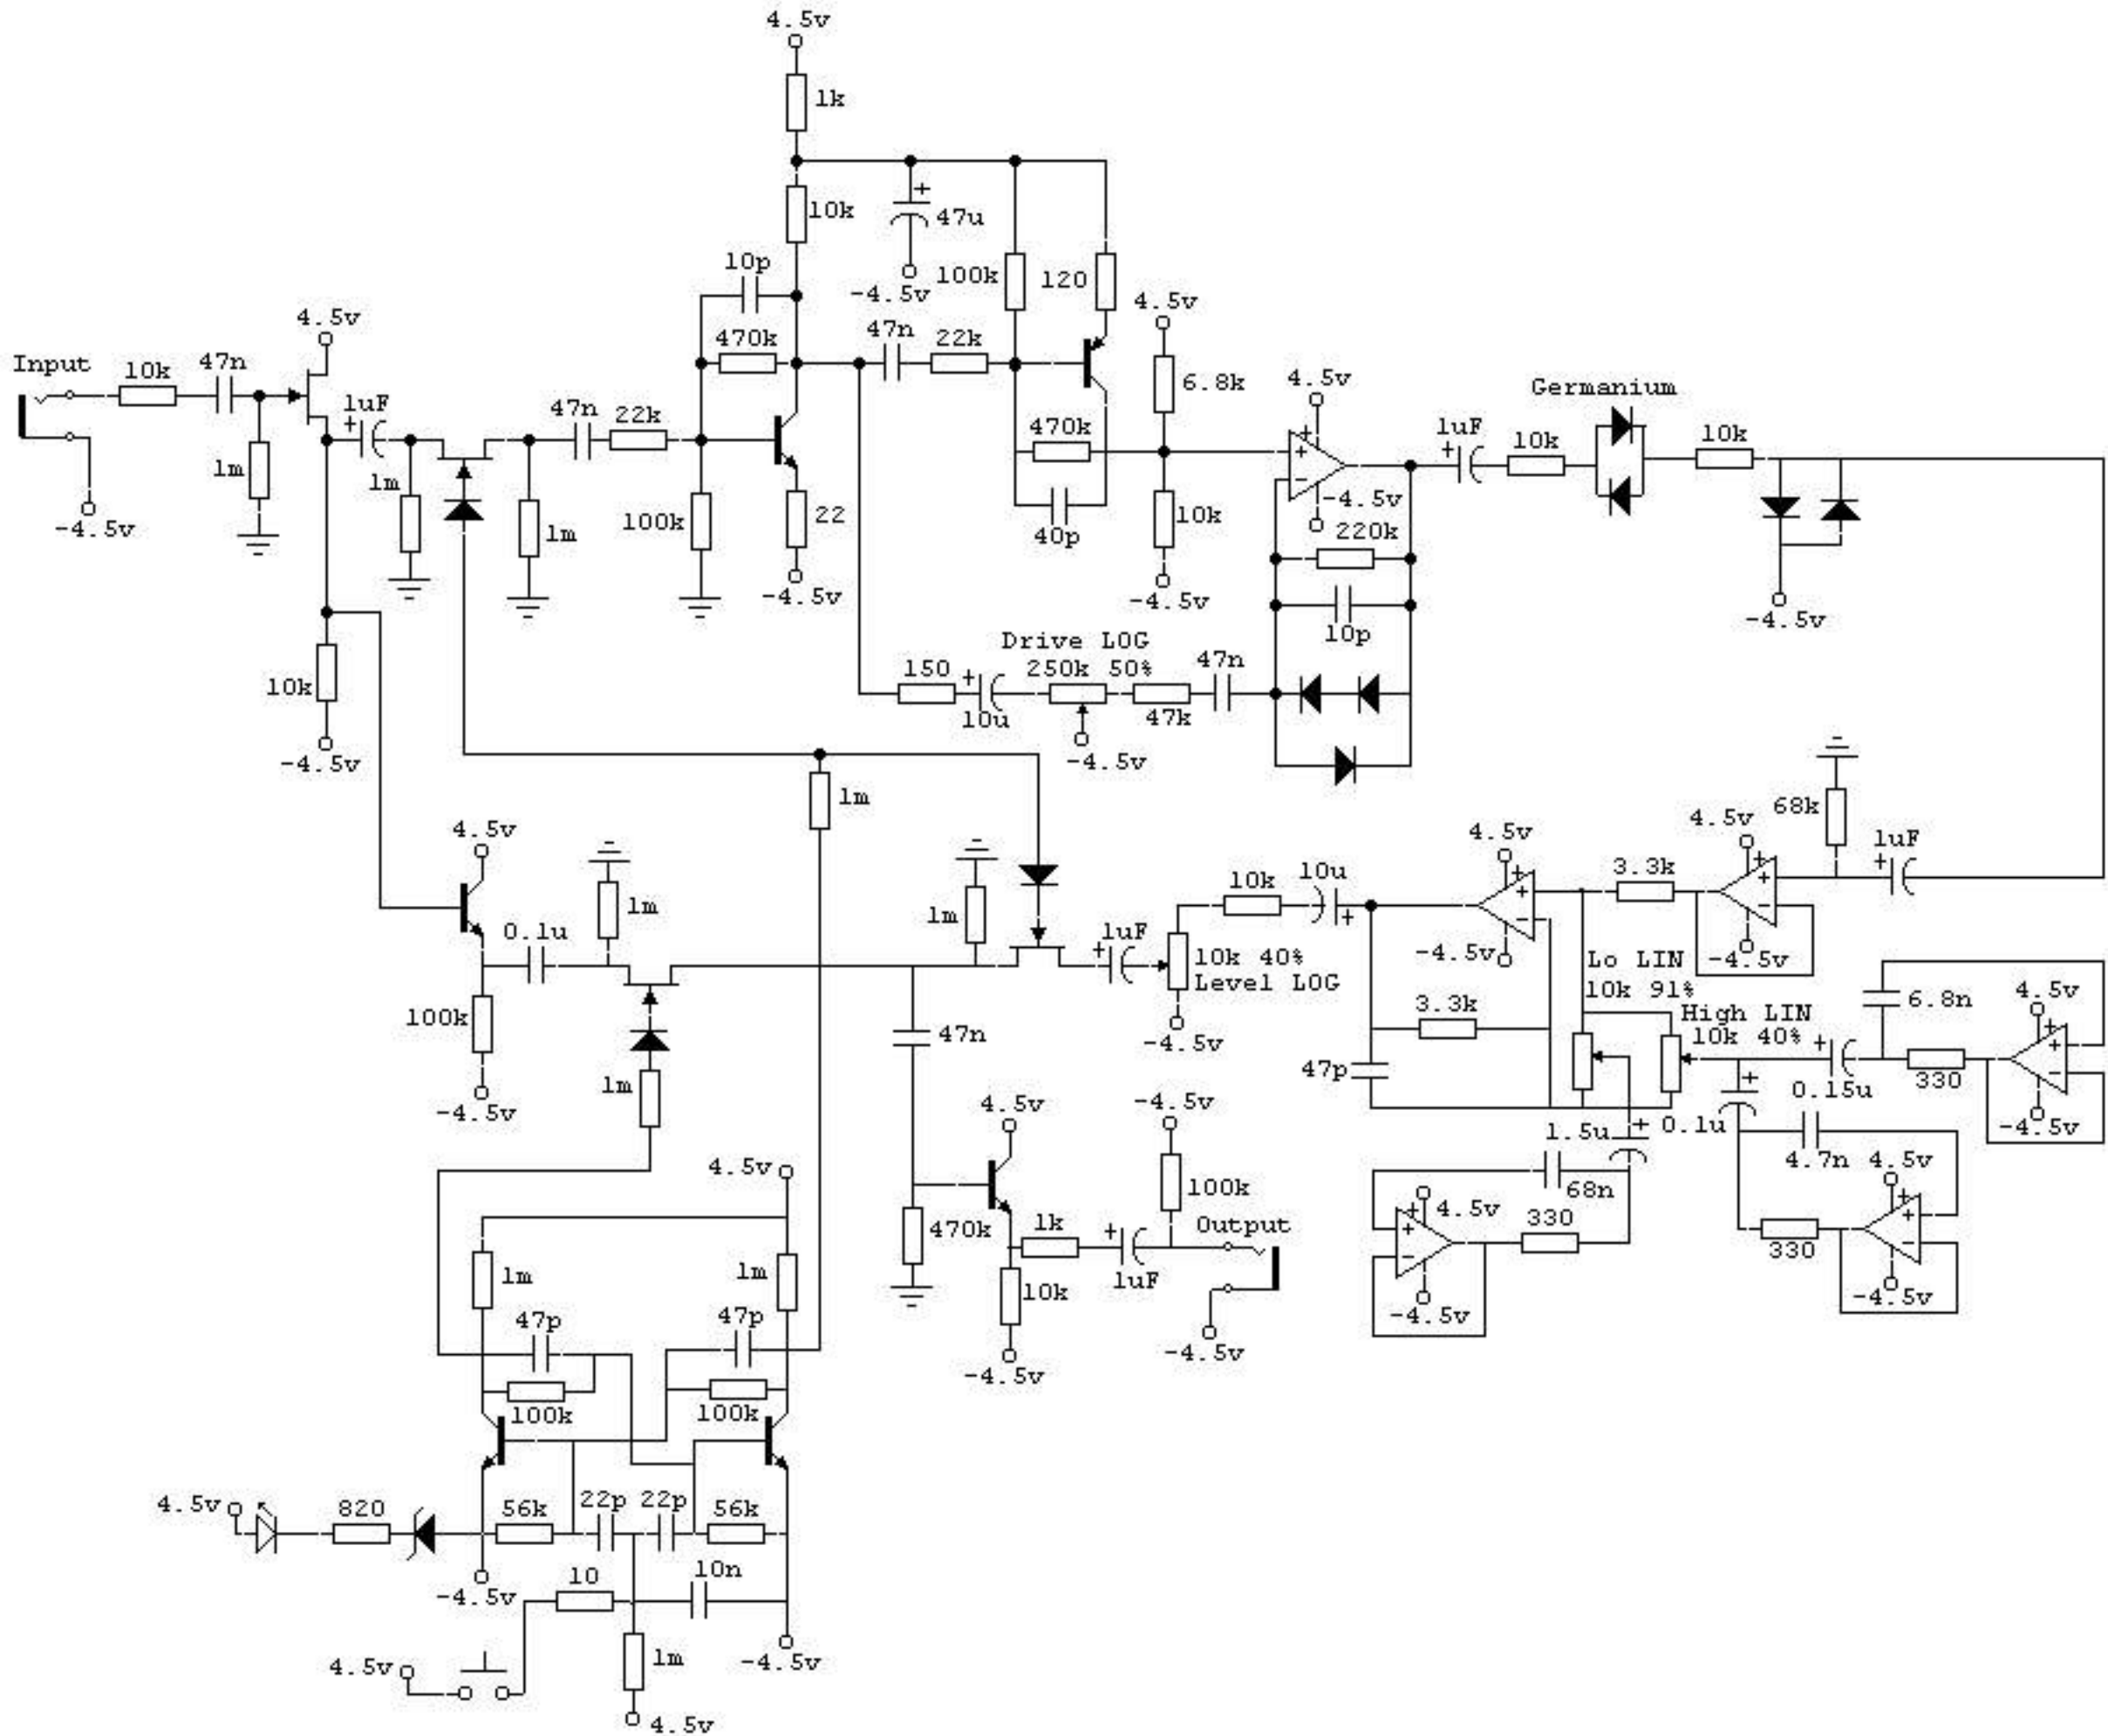 4.5v
1k
10k
47u
10p
100k
120
-4.5v
4.5v
4.5v
47n
22k
470k
Input
10k
47n
6.8k
4.5v
Germanium
1uF
47n
22k
470k
1uF
10k
10k
1m
1m
-4.5v
22
10k
100k
1m
40p
220k
-4.5v
-4.5v
-4.5v
10p
-4.5v
Drive LOG
150
250k 50%
47n
10k
10u
47k
-4.5v
-4.5v
1m
68k
4.5v
4.5v
4.5v
1uF
3.3k
10u
10k
1m
1m
0.1u
1uF
-4.5v
10k 40%
Level LOG
Lo LIN
-4.5v
10k 91%
4.5v
6.8n
100k
3.3k
High LIN
10k 40%
47n
-4.5v
47p
1m
330
0.15u
-4.5v
4.5v
-4.5v
-4.5v
1.5u
0.1u
4.7n
4.5v
4.5v
68n
100k
470k
1k
Output
4.5v
330
330
1m
1m
1uF
10k
-4.5v
-4.5v
47p
47p
-4.5v
-4.5v
100k
100k
4.5v
820
56k
22p
22p
56k
-4.5v
10
10n
4.5v
1m
-4.5v
4.5v